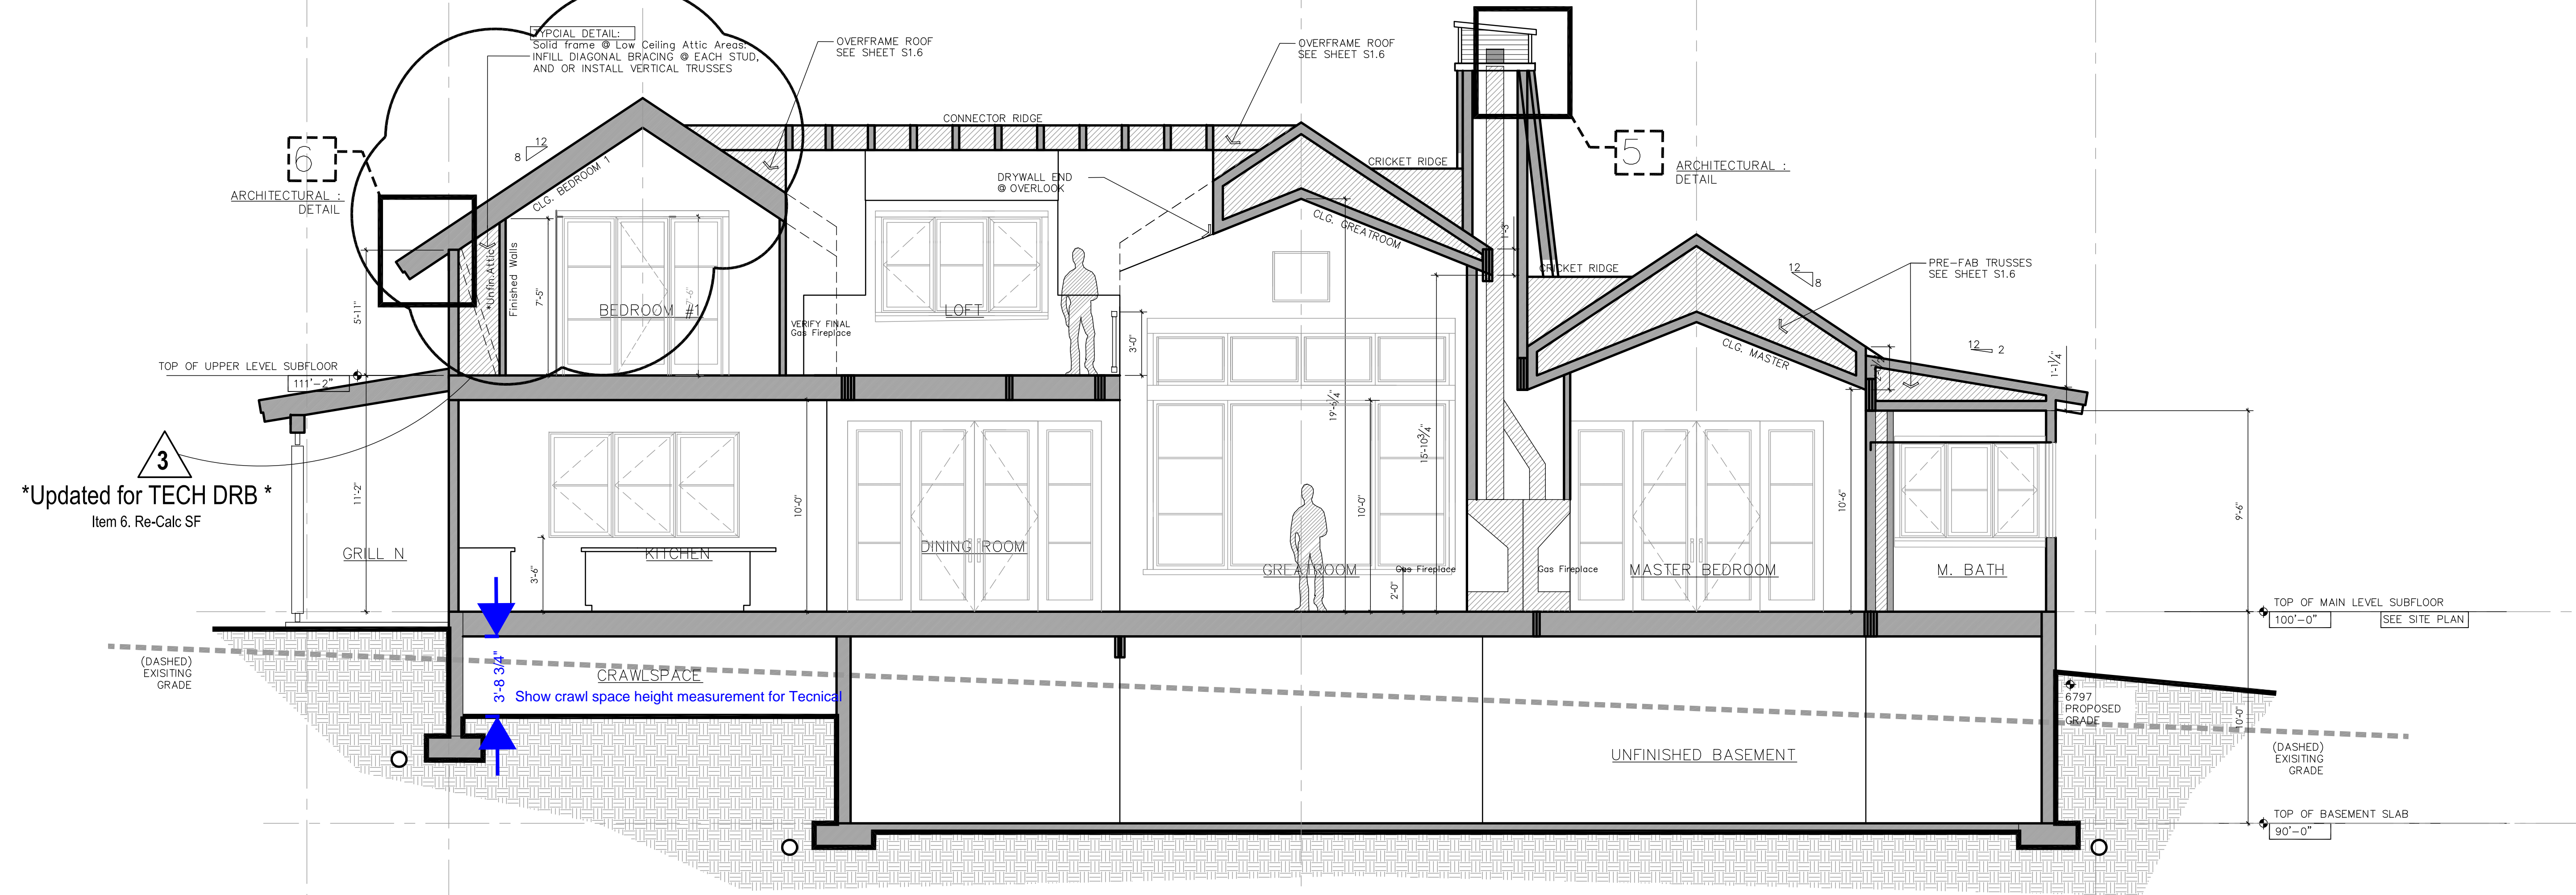 TYPCIAL DETAIL:
Solid frame @ Low Ceiling Attic Areas:
INFILL DIAGONAL BRACING @ EACH STUD,
AND OR INSTALL VERTICAL TRUSSES
OVERFRAME ROOF
SEE SHEET S1.6
OVERFRAME ROOF
SEE SHEET S1.6
CONNECTOR RIDGE
12
8
6
ARCHITECTURAL :
DETAIL
5
ARCHITECTURAL :
DETAIL
CRICKET RIDGE
DRYWALL END
@ OVERLOOK
CLG. BEDROOM 1
CLG. GREATROOM
1'-3"
CRICKET RIDGE
12
8
PRE-FAB TRUSSES
SEE SHEET S1.6
*Unfin.Attic*
Finished Walls
7'-5"
7'-6"
5'-11"
BEDROOM #1
VERIFY FINAL
Gas Fireplace
LOFT
3'-0"
CLG. MASTER
12
2
1'-1¼"
TOP OF UPPER LEVEL SUBFLOOR
111'-2"
3
*Updated for TECH DRB *
Item 6. Re-Calc SF
11'-2"
10'-0"
19'-6¼"
10'-0"
15'-10¾"
10'-6"
9'-6"
GRILL N
KITCHEN
3'-6"
DINING ROOM
GREATROOM
2'-0"
Gas Fireplace
Gas Fireplace
MASTER BEDROOM
M. BATH
TOP OF MAIN LEVEL SUBFLOOR
100'-0"
SEE SITE PLAN
(DASHED)
EXISITING
GRADE
3'-8 3/4"
CRAWLSPACE
Show crawl space height measurement for Tecnical
6797
PROPOSED
GRADE
10'-0"
UNFINISHED BASEMENT
(DASHED)
EXISITING
GRADE
TOP OF BASEMENT SLAB
90'-0"